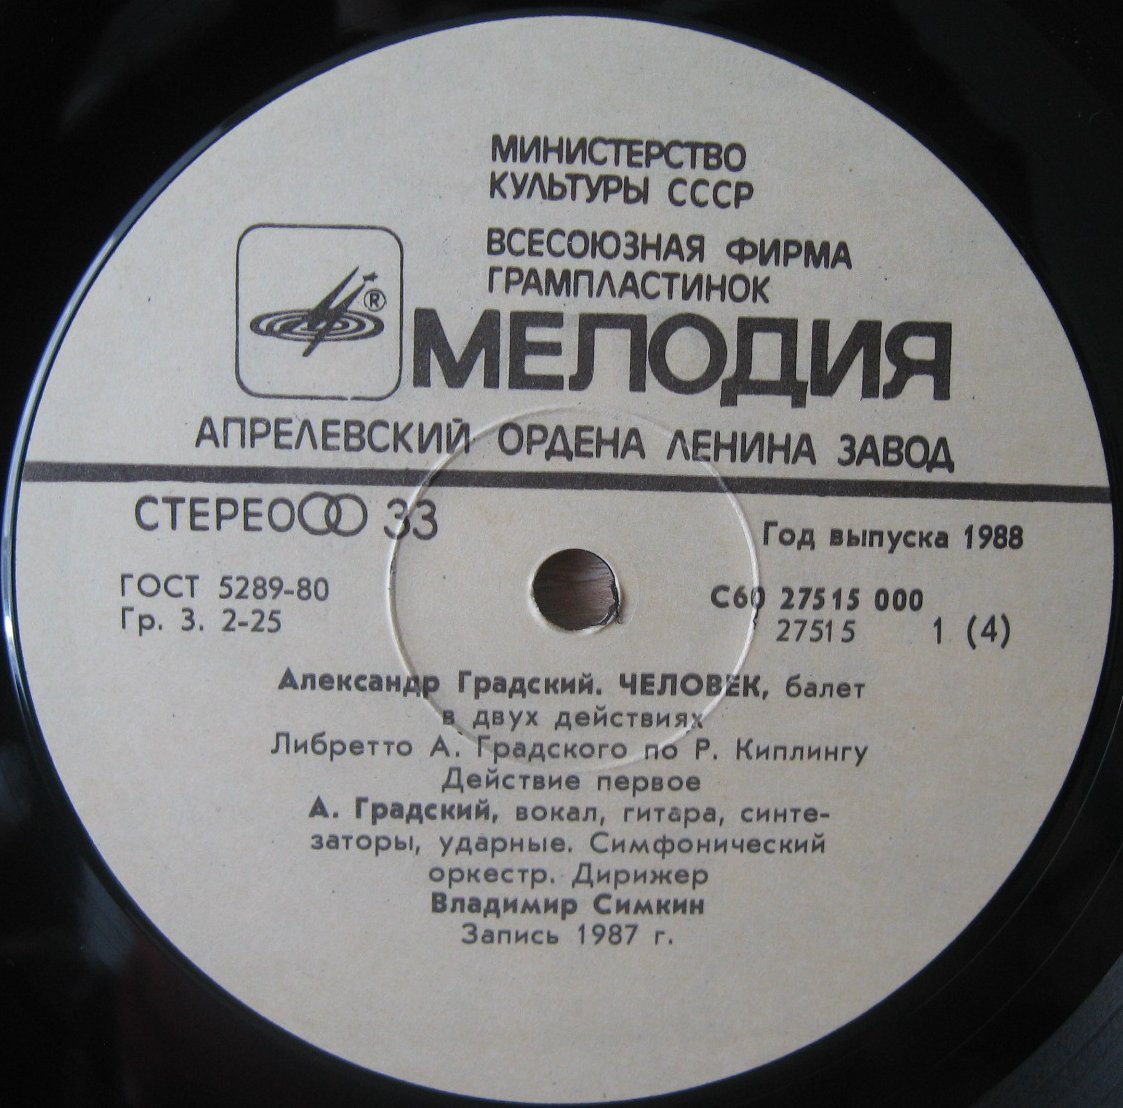 МИНИСТЕРСТВО
КУЛЬТУРЫ СССР
ВСЕСОЮЗНАЯ ФИРМА
ГРАМПЛАСТИНОК
®
МЕЛОДИЯ
АПРЕЛЕВСКИЙ ОРДЕНА ЛЕНИНА ЗАВОД
СТЕРЕО 33
Год выпуска 1988
ГОСТ 5289-80
Гр. 3. 2-25
С60 27515 000
27515 1 (4)
Александр Градский. ЧЕЛОВЕК, балет
в двух действиях
Либретто А. Градского по Р. Киплингу
Действие первое
А. Градский, вокал, гитара, синте-
заторы, ударные. Симфонический
оркестр. Дирижер
Владимир Симкин
Запись 1987 г.